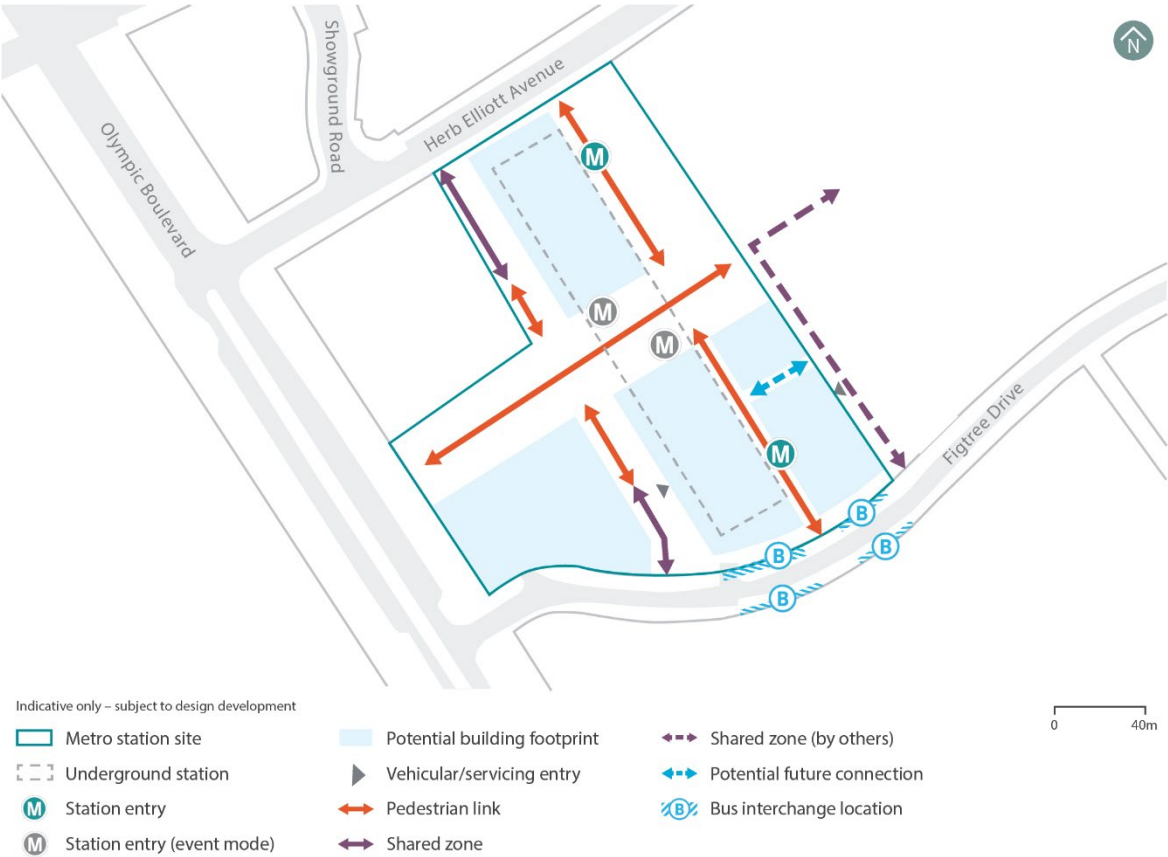 N
Showground Road
Herb Elliott Avenue
Olympic Boulevard
M
M
M
M
Figtree Drive
B
B
B
B
Indicative only – subject to design development
0 40m
Metro station site
Underground station
M Station entry
M Station entry (event mode)
Potential building footprint
Vehicular/servicing entry
Pedestrian link
Shared zone
Shared zone (by others)
Potential future connection
B Bus interchange location